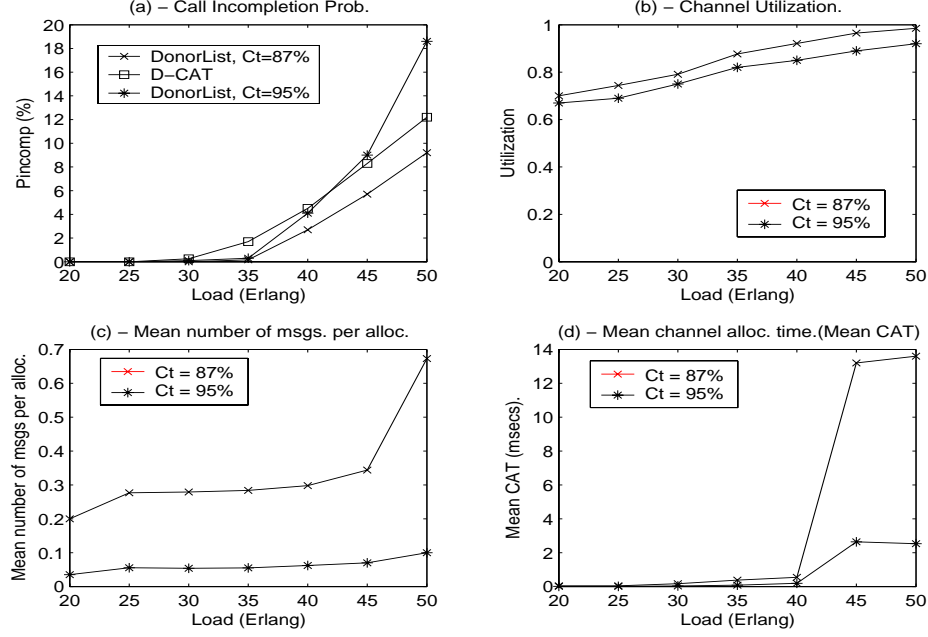 (a) – Call Incompletion Prob.
20
18
16
14
12
10
8
6
4
2
0
Pincomp (%)
DonorList, Ct=87%
D–CAT
DonorList, Ct=95%
20 25 30 35 40 45 50
Load (Erlang)
(b) – Channel Utilization.
1
0.8
0.6
0.4
0.2
0
Utilization
Ct = 87%
Ct = 95%
20 25 30 35 40 45 50
Load (Erlang)
(c) – Mean number of msgs. per alloc.
0.7
0.6
0.5
0.4
0.3
0.2
0.1
0
Mean number of msgs per alloc.
Ct = 87%
Ct = 95%
20 25 30 35 40 45 50
Load (Erlang)
(d) – Mean channel alloc. time.(Mean CAT)
14
12
10
8
6
4
2
0
Mean CAT (msecs).
Ct = 87%
Ct = 95%
20 25 30 35 40 45 50
Load (Erlang)